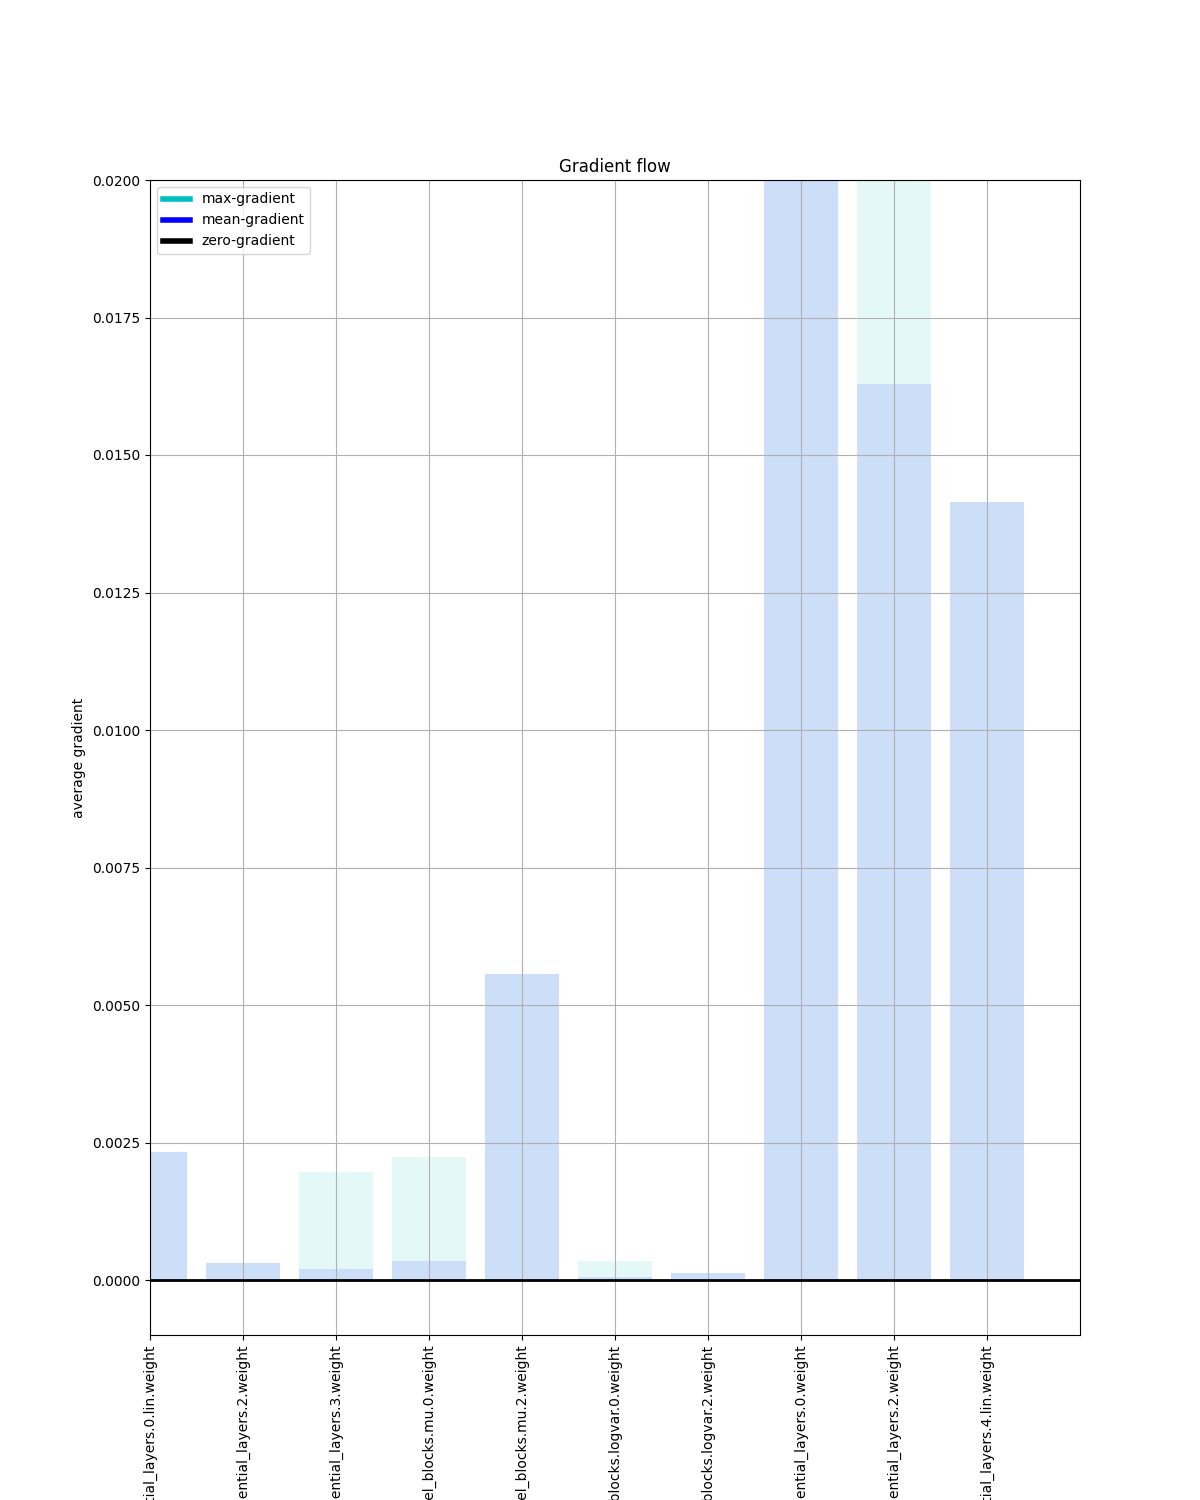 Gradient flow
max-gradient
mean-gradient
zero-gradient
0.0200
0.0175
0.0150
0.0125
0.0100
0.0075
0.0050
0.0025
0.0000
average gradient
tial_layers.0.lin.weight
ential_layers.2.weight
ential_layers.3.weight
el_blocks.mu.0.weight
el_blocks.mu.2.weight
blocks.logvar.0.weight
blocks.logvar.2.weight
ential_layers.0.weight
ential_layers.2.weight
tial_layers.4.lin.weight